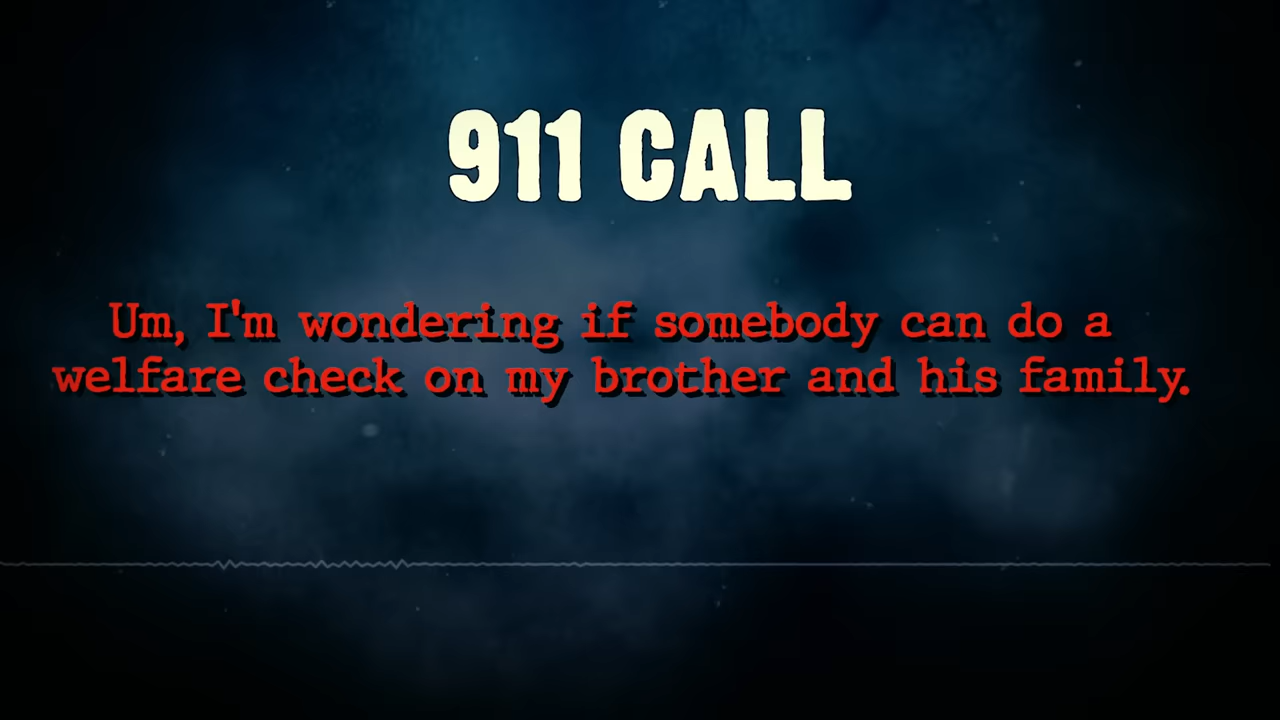 911 CALL
Um, I'm wondering if somebody can do a
welfare check on my brother and his family.